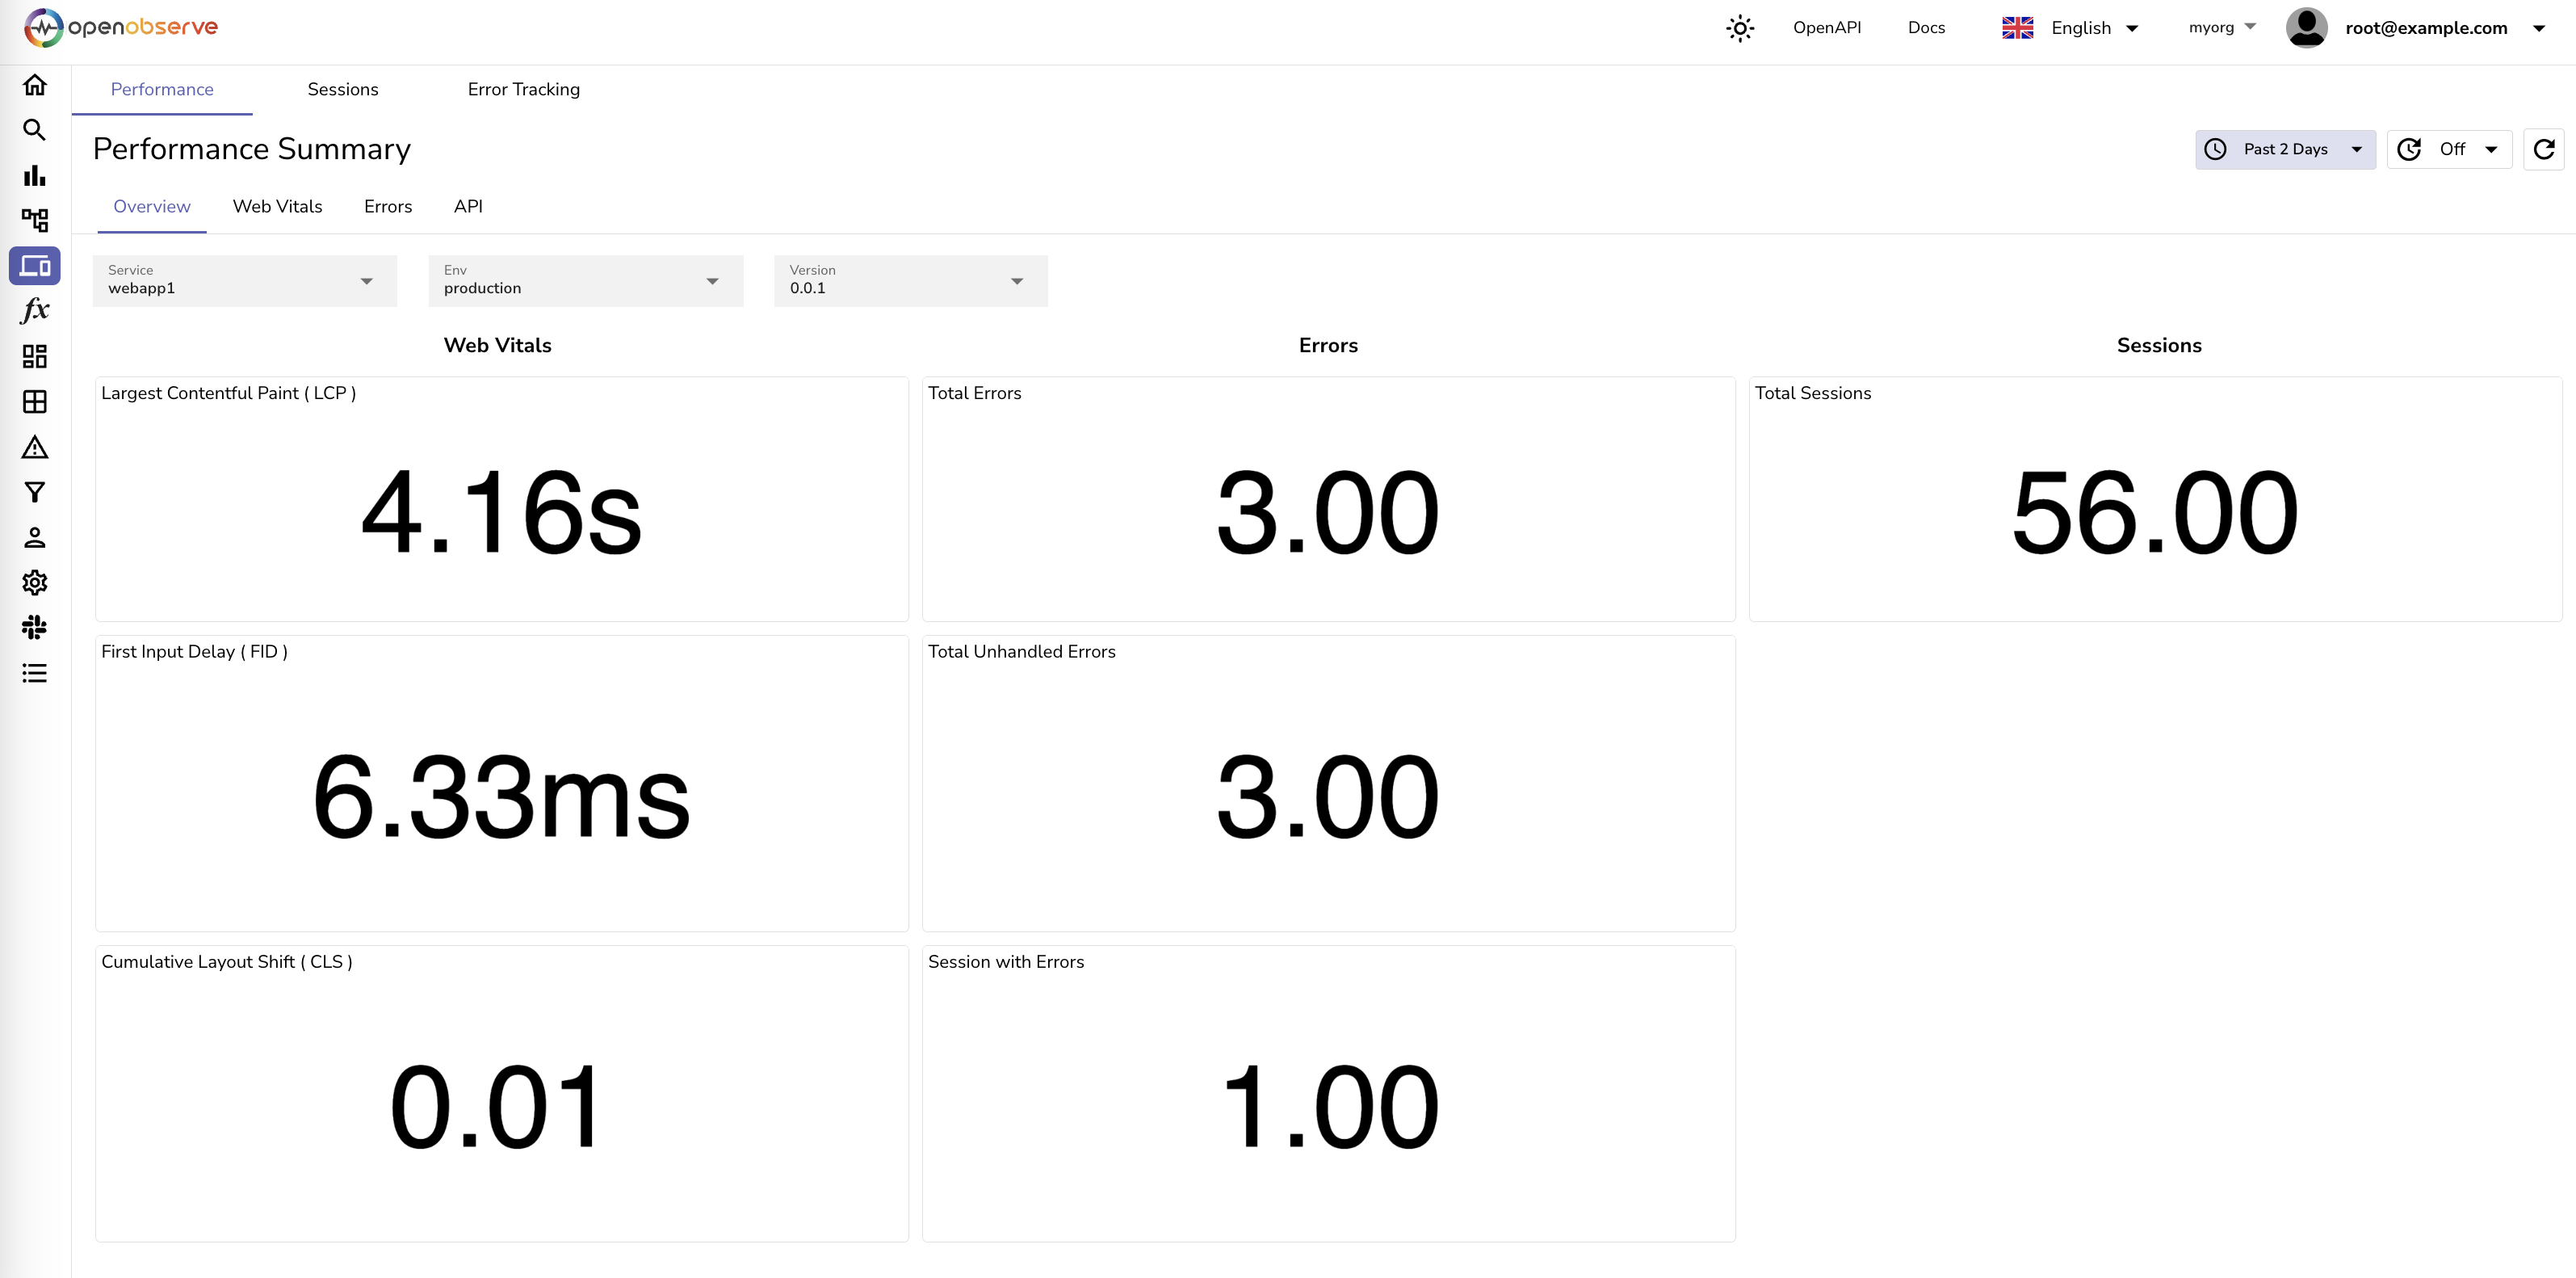 openobserve
OpenAPI
Docs
English
myorg
root@example.com
Performance
Sessions
Error Tracking
Performance Summary
Past 2 Days
Off
Overview
Web Vitals
Errors
API
fx
Service
webapp1
Env
production
Version
0.0.1
Web Vitals
Errors
Sessions
Largest Contentful Paint ( LCP )
4.16s
Total Errors
3.00
Total Sessions
56.00
First Input Delay ( FID )
6.33ms
Total Unhandled Errors
3.00
Cumulative Layout Shift ( CLS )
0.01
Session with Errors
1.00